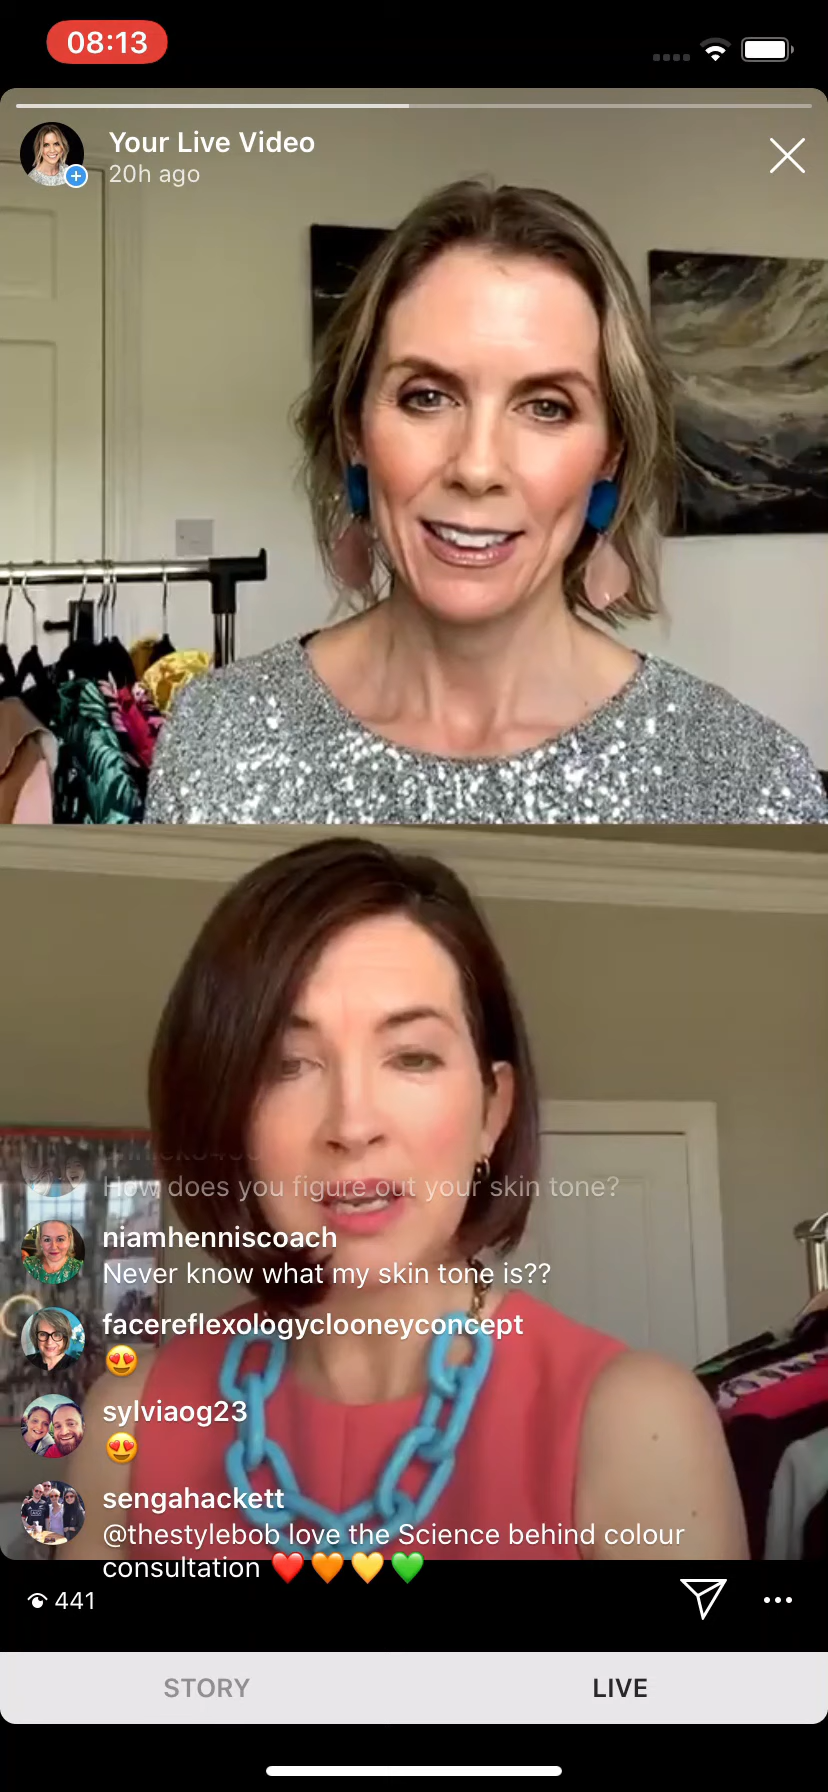 08:13
Your Live Video
20h ago
How does you figure out your skin tone?
niamhenniscoach
Never know what my skin tone is??
facereflexologyclooneyconcept
😍
sylviaog23
😍
sengahackett
@thestylebob love the Science behind colour
consultation ❤️🧡💛💚
441
STORY
LIVE